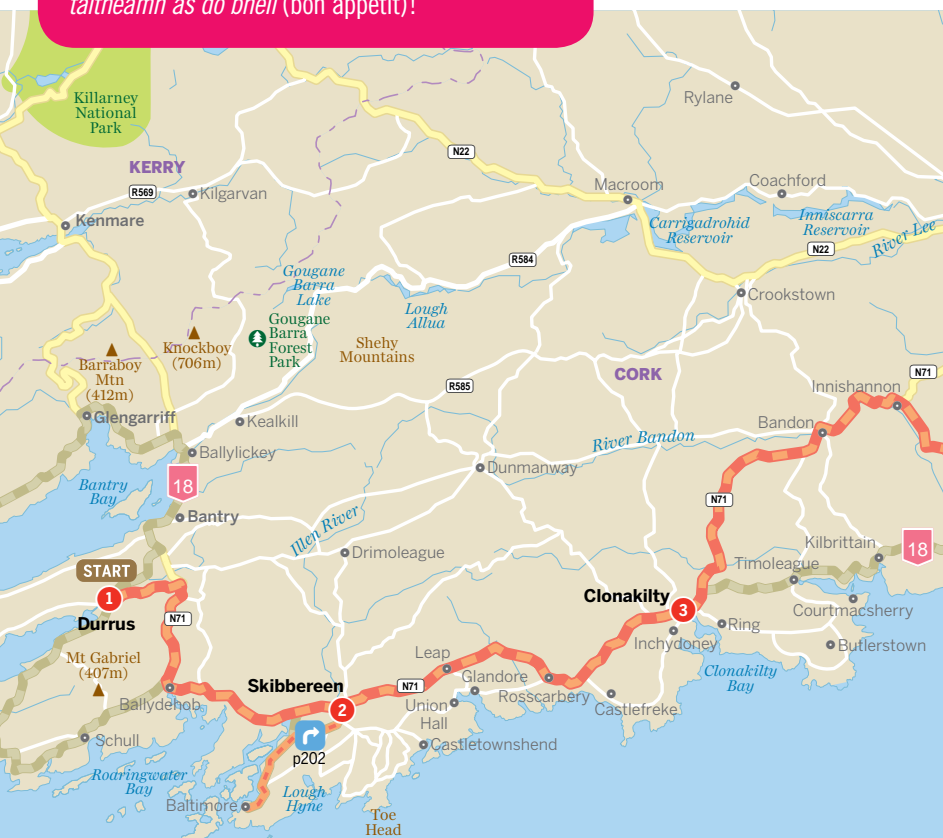 taitheamh as do bhéil (bon appétit)!
Killarney
National
Park
Rylane
KERRY
N22
R569
Kilgarvan
Macroom
Coachford
Kenmare
Carrigadrohid
Reservoir
Inniscarra
Reservoir
N22
River Lee
R584
Gougane
Barra
Lake
Lough
Allua
Crookstown
Gougane
Barra
Forest
Park
Shehy
Mountains
Knockboy
(706m)
Barraboy
Mtn
(412m)
CORK
N71
R585
Innishannon
Glengarriff
Kealkill
Bandon
River Bandon
Ballylickey
Dunmanway
Bantry
Bay
18
N71
Bantry
Illen River
Drimoleague
Kilbrittain
18
Timoleague
START
1
Durrus
Clonakilty
3
Courtmacsherry
N71
Ring
Inchydoney
Butlerstown
Mt Gabriel
(407m)
Leap
Glandore
Clonakilty
Bay
Skibbereen
N71
Rosscarbery
Castlefreke
Ballydehob
2
Union
Hall
Schull
p202
Castletownshend
Roaringwater
Bay
Lough
Hyne
Baltimore
Toe
Head